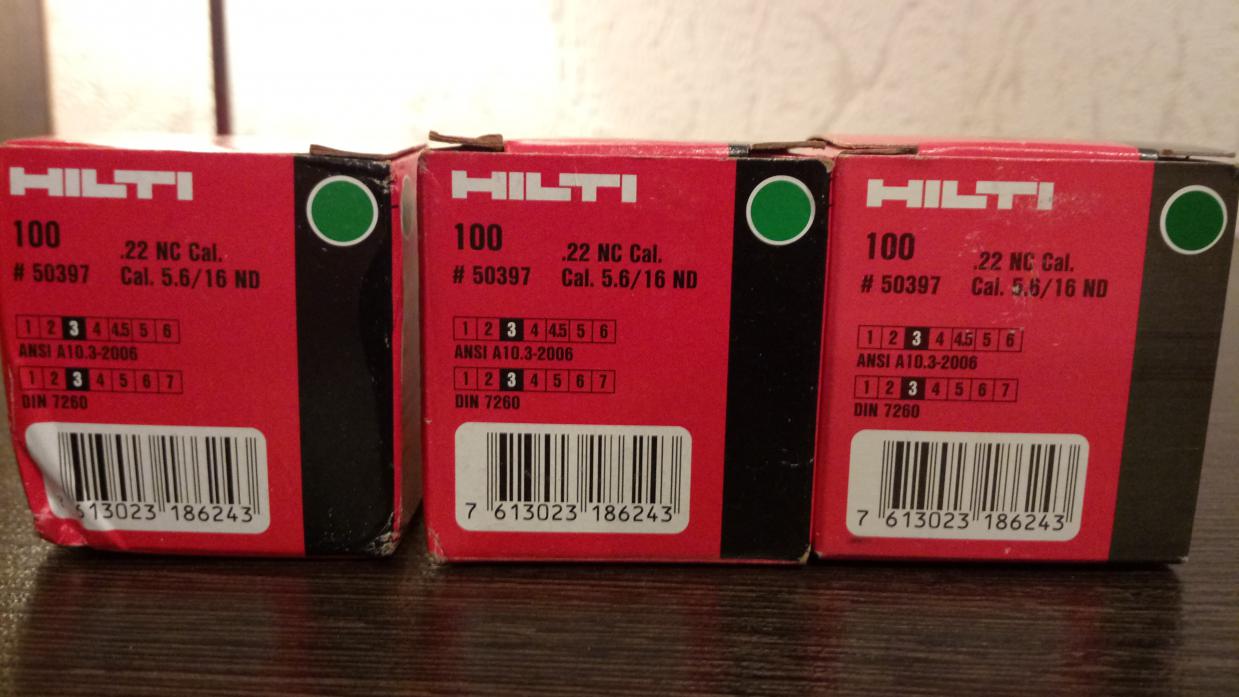 HILTI
100
.22 NC Cal.
# 50397 Cal. 5.6/16 ND
1 2 3 4 4.5 5 6
ANSI A10.3-2006
1 2 3 4 5 6 7
DIN 7260
613023 186243
HILTI
100
.22 NC Cal.
# 50397 Cal. 5.6/16 ND
1 2 3 4 4.5 5 6
ANSI A10.3-2006
1 2 3 4 5 6 7
DIN 7260
7 613023 186243
HILTI
100
.22 NC Cal.
# 50397 Cal. 5.6/16 ND
1 2 3 4 4.5 5 6
ANSI A10.3-2006
1 2 3 4 5 6 7
DIN 7260
7 613023 186243